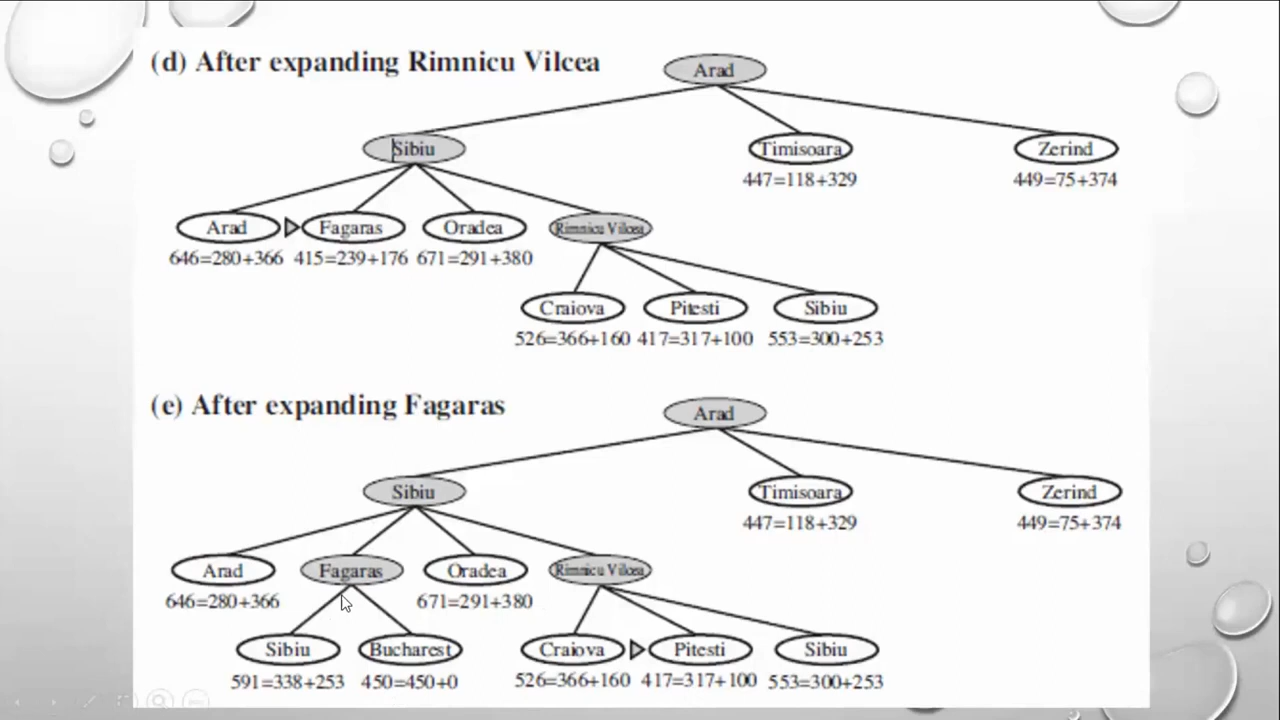 (d) After expanding Rimnicu Vilcea
Arad
Sibiu Timisoara Zerind
447=118+329 449=75+374
Arad Fagaras Oradea Rimnicu Vilcea
646=280+366 415=239+176 671=291+380
Craiova Pitesti Sibiu
526=366+160 417=317+100 553=300+253
(e) After expanding Fagaras
Arad
Sibiu Timisoara Zerind
447=118+329 449=75+374
Arad Fagaras Oradea Rimnicu Vilcea
646=280+366 671=291+380
Sibiu Bucharest Craiova Pitesti Sibiu
591=338+253 450=450+0 526=366+160 417=317+100 553=300+253